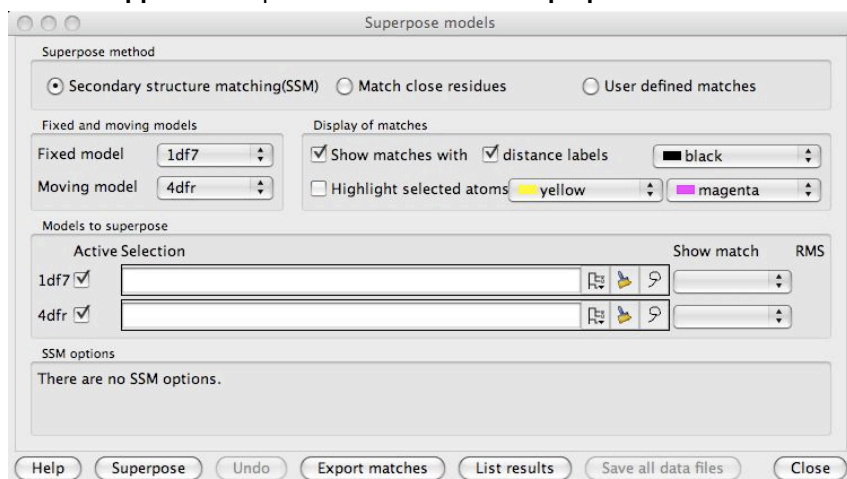 Superpose models
Superpose method
Secondary structure matching(SSM) Match close residues User defined matches
Fixed and moving models Display of matches
Fixed model 1df7 Show matches with distance labels black
Moving model 4dfr Highlight selected atoms yellow magenta
Models to superpose
Active Selection Show match RMS
1df7
4dfr
SSM options
There are no SSM options.
Help Superpose Undo Export matches List results Save all data files Close